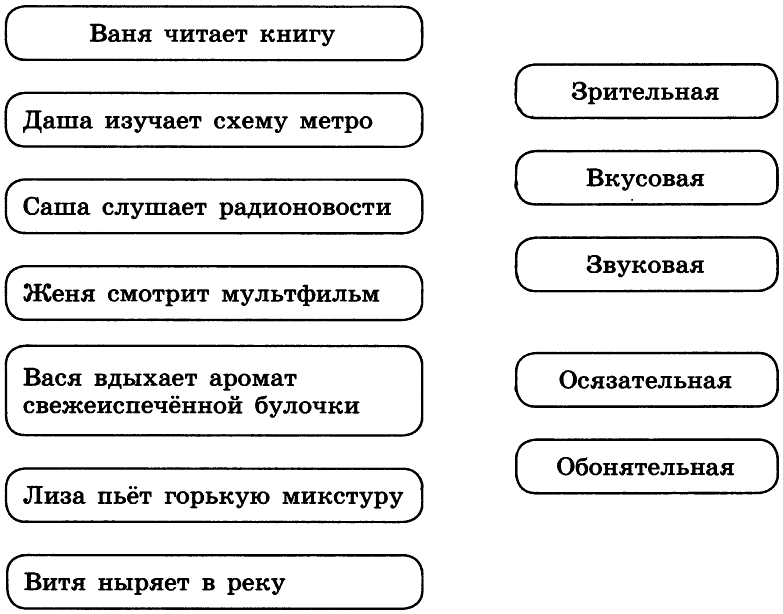 Ваня читает книгу
Даша изучает схему метро
Саша слушает радионовости
Женя смотрит мультфильм
Вася вдыхает аромат
свежеиспечённой булочки
Лиза пьёт горькую микстуру
Витя ныряет в реку
Зрительная
Вкусовая
Звуковая
Осязательная
Обонятельная